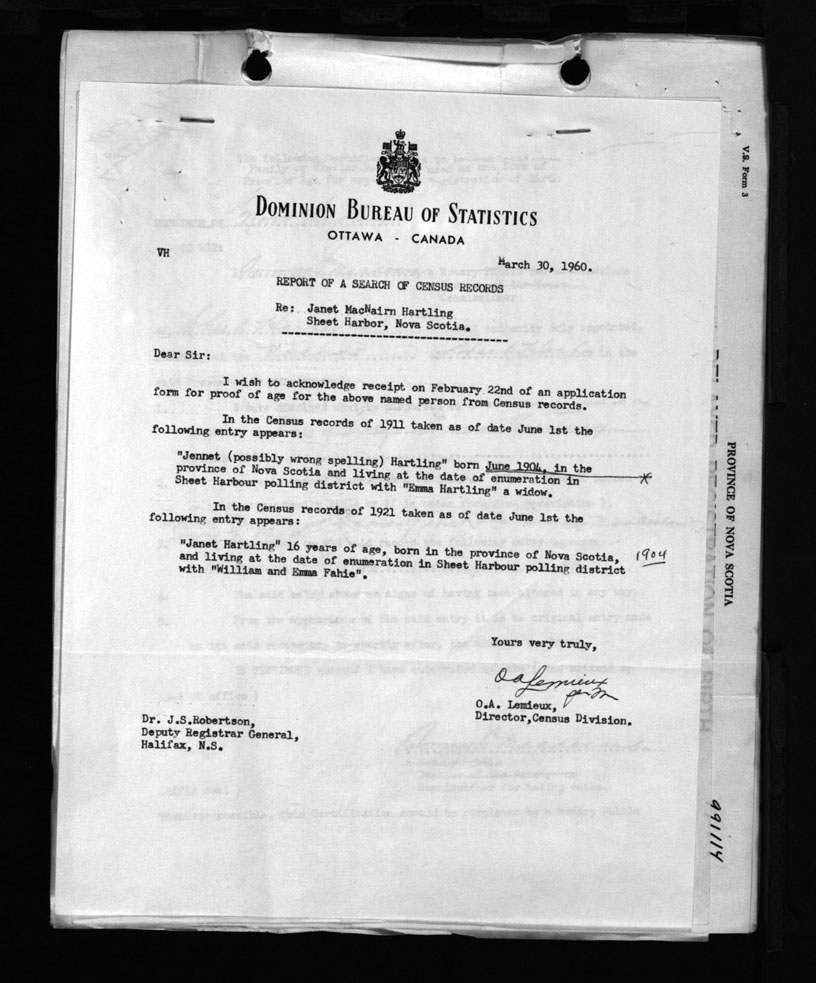 DOMINION BUREAU OF STATISTICS
OTTAWA - CANADA
VH
March 30, 1960.
REPORT OF A SEARCH OF CENSUS RECORDS
Re: Janet MacNairn Hartling
Sheet Harbor, Nova Scotia.
Dear Sir:
I wish to acknowledge receipt on February 22nd of an application
form for proof of age for the above named person from Census records.
In the Census records of 1911 taken as of date June 1st the
following entry appears:
"Jennet (possibly wrong spelling) Hartling" born June 1904, in the
province of Nova Scotia and living at the date of enumeration in
Sheet Harbour polling district with "Emma Hartling" a widow.
In the Census records of 1921 taken as of date June 1st the
following entry appears:
"Janet Hartling" 16 years of age, born in the province of Nova Scotia,
and living at the date of enumeration in Sheet Harbour polling district
with "William and Emma Fahie".
1904
Yours very truly,
O A Lemieux
O.A. Lemieux,
Director,Census Division.
Dr. J.S.Robertson,
Deputy Registrar General,
Halifax, N.S.
V.S. Form 3
PROVINCE OF NOVA SCOTIA
DELAYED REGISTRATION OF BIRTH
991114